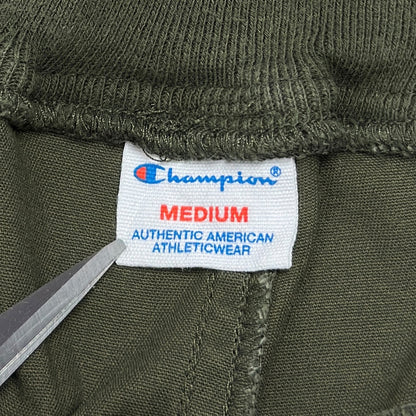 Champion®
MEDIUM
AUTHENTIC AMERICAN
ATHLETICWEAR